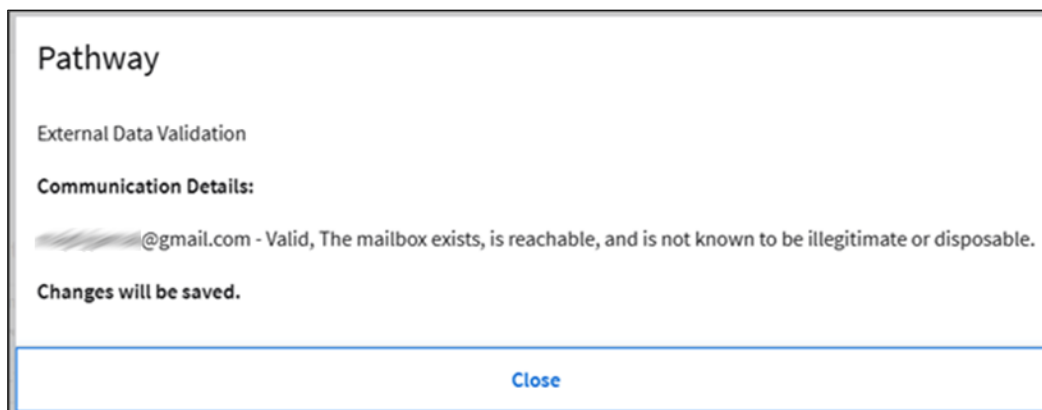 Pathway
External Data Validation
Communication Details:
@gmail.com - Valid, The mailbox exists, is reachable, and is not known to be illegitimate or disposable.
Changes will be saved.
Close